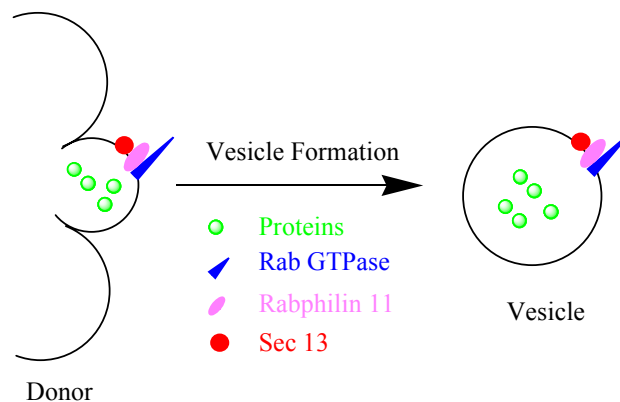 Vesicle Formation
Proteins
Rab GTPase
Rabphilin 11
Sec 13
Donor
Vesicle